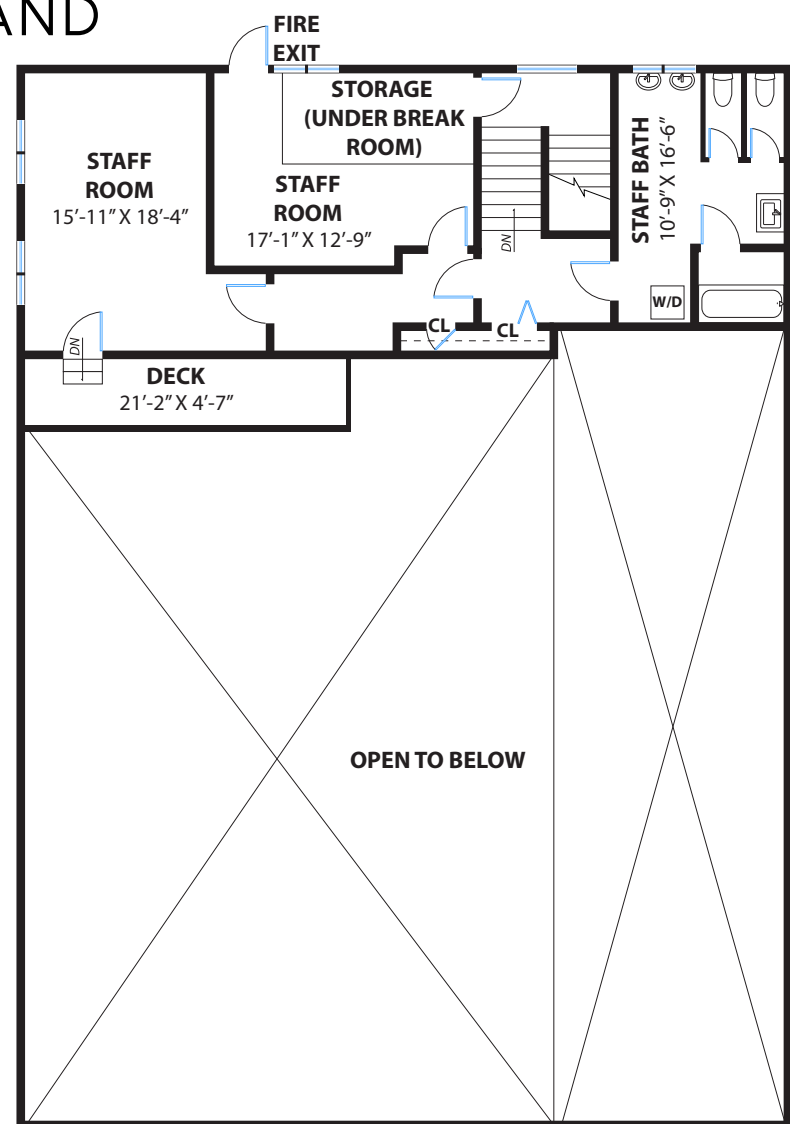 AND
FIRE
EXIT
STORAGE
(UNDER BREAK
ROOM)
STAFF
ROOM
15’-11” X 18’-4”
STAFF
ROOM
17’-1” X 12’-9”
STAFF BATH
10’-9” X 16’-6”
DN
W/D
CL
CL
DN
DECK
21’-2” X 4’-7”
OPEN TO BELOW